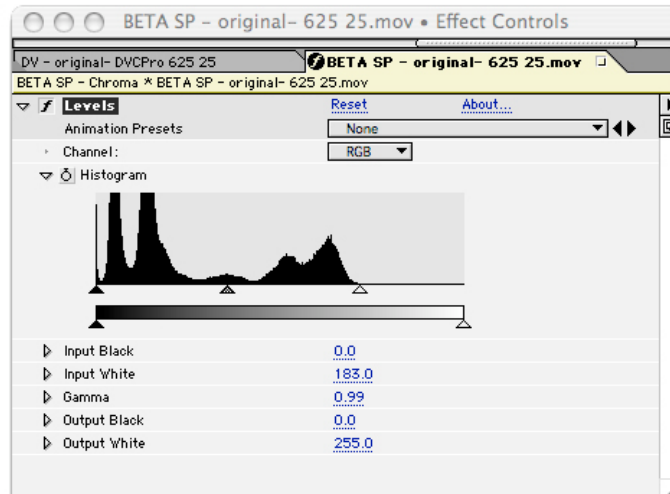 BETA SP - original- 625 25.mov • Effect Controls
DV - original- DVCPro 625 25
BETA SP - original- 625 25.mov
BETA SP - Chroma * BETA SP - original- 625 25.mov
Levels Reset About...
Animation Presets None
Channel: RGB
Histogram
Input Black 0.0
Input White 183.0
Gamma 0.99
Output Black 0.0
Output White 255.0